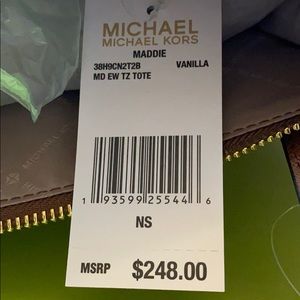 MICHAEL
MICHAEL KORS
MADDIE
38H9CN2T2B VANILLA
MD EW TZ TOTE
1 93599 25544 6
NS
MSRP $248.00